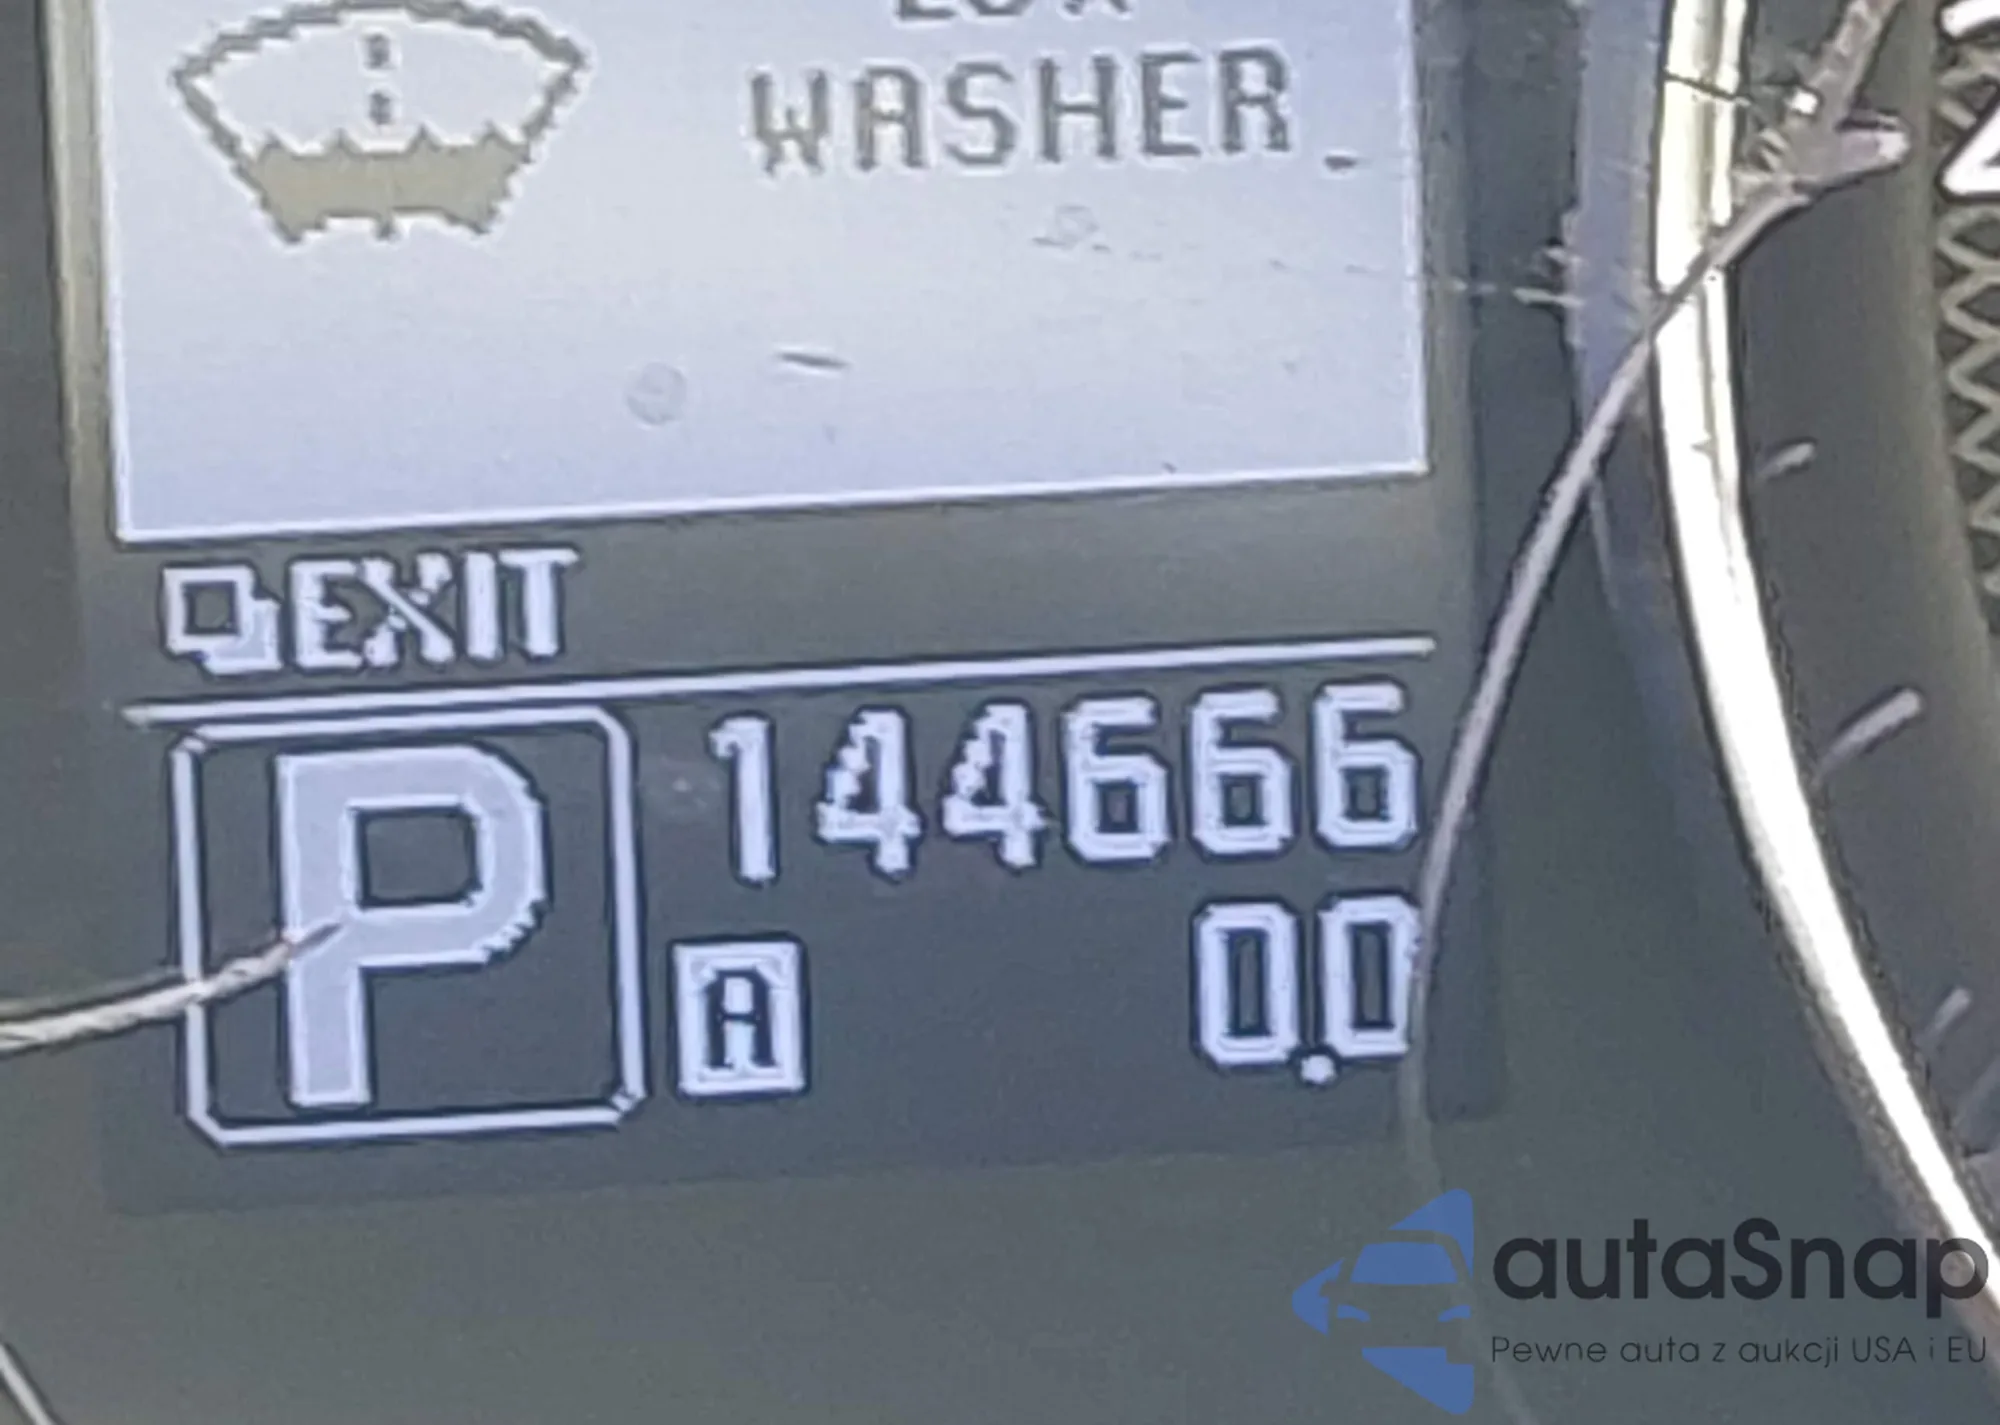 WASHER
EXIT
P
144666
A
0.0
autaSnap
Pewne auta z aukcji USA i EU